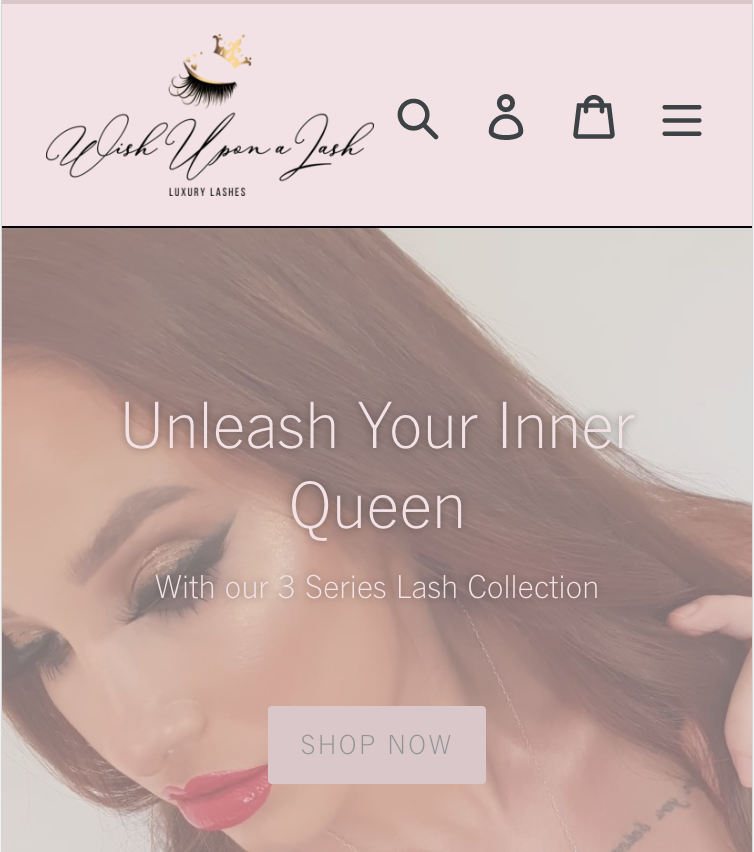 Wish Upon a Lash
LUXURY LASHES
Unleash Your Inner
Queen
With our 3 Series Lash Collection
SHOP NOW